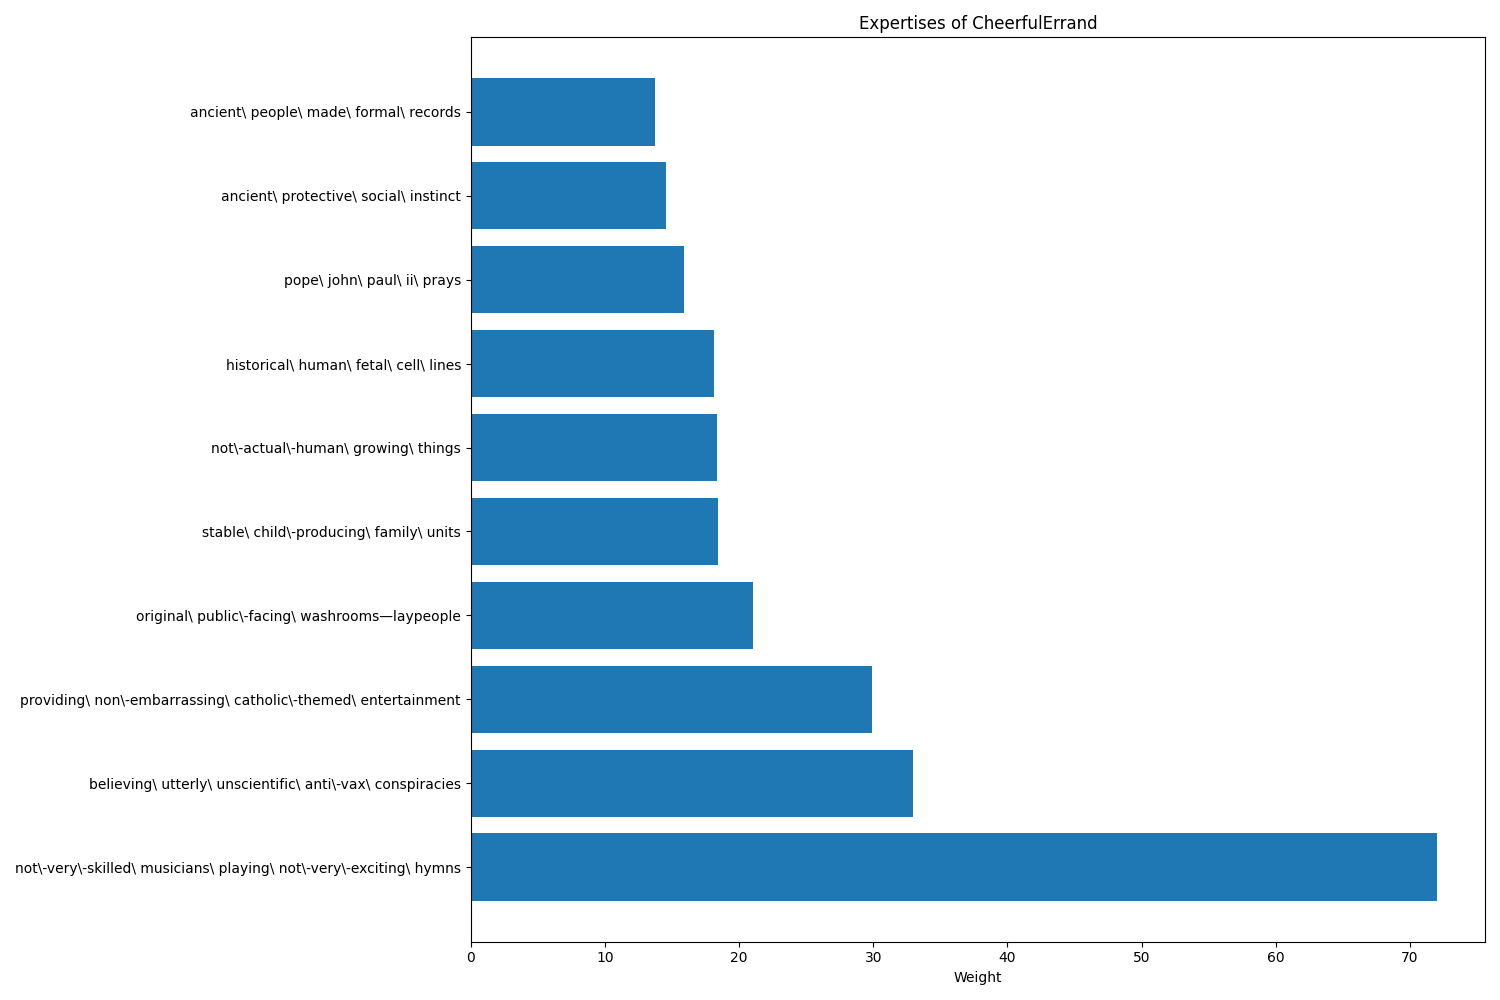 Expertises of CheerfulErrand
ancient\ people\ made\ formal\ records
ancient\ protective\ social\ instinct
pope\ john\ paul\ ii\ prays
historical\ human\ fetal\ cell\ lines
not\-actual\-human\ growing\ things
stable\ child\-producing\ family\ units
original\ public\-facing\ washrooms—laypeople
providing\ non\-embarrassing\ catholic\-themed\ entertainment
believing\ utterly\ unscientific\ anti\-vax\ conspiracies
not\-very\-skilled\ musicians\ playing\ not\-very\-exciting\ hymns
0 10 20 30 40 50 60 70
Weight